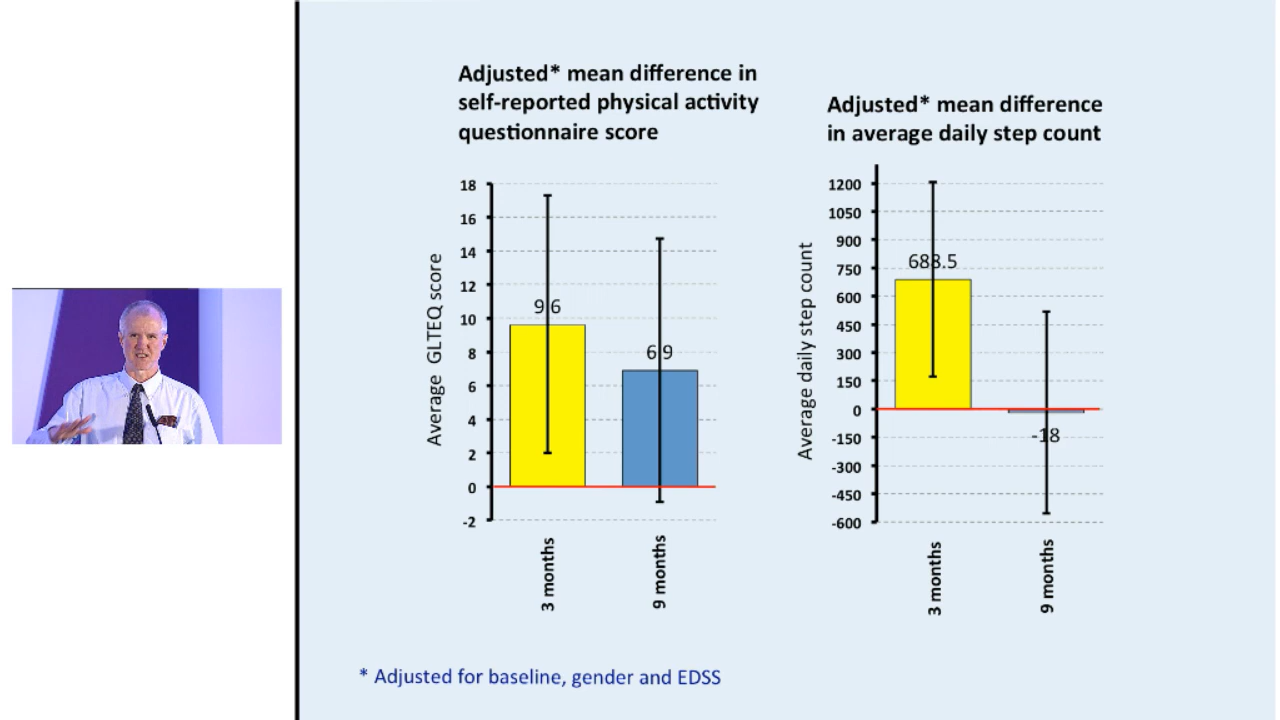 Adjusted* mean difference in
self-reported physical activity
questionnaire score
Average GLTEQ score
18
16
14
12
10
8
6
4
2
0
-2
9.6
6.9
3 months
9 months
Adjusted* mean difference
in average daily step count
Average daily step count
1200
1050
900
750
600
450
300
150
0
-150
-300
-450
-600
688.5
-18
3 months
9 months
* Adjusted for baseline, gender and EDSS